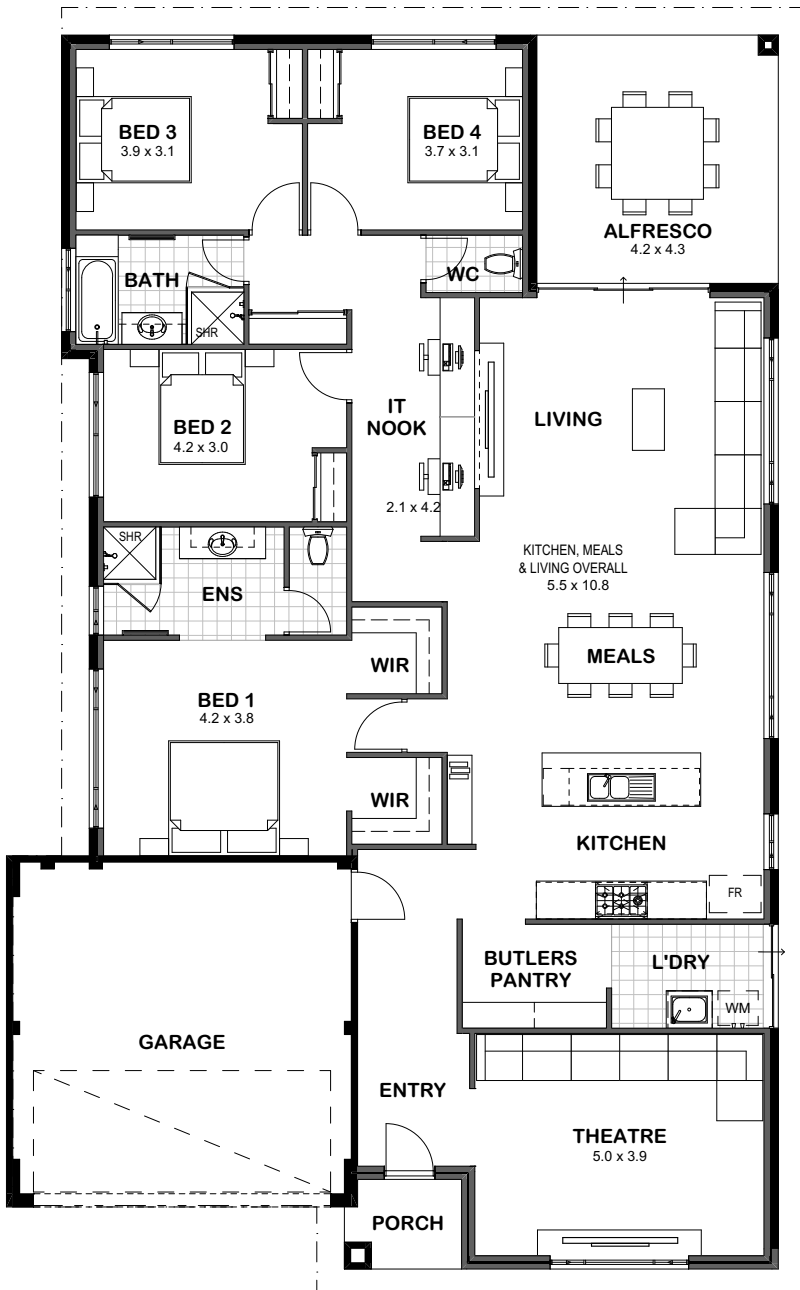 BED 3
3.9 x 3.1
BED 4
3.7 x 3.1
ALFRESCO
4.2 x 4.3
BATH
WC
SHR
IT
NOOK
2.1 x 4.2
LIVING
BED 2
4.2 x 3.0
SHR
ENS
KITCHEN, MEALS
& LIVING OVERALL
5.5 x 10.8
WIR
MEALS
BED 1
4.2 x 3.8
WIR
KITCHEN
FR
BUTLERS
PANTRY
L'DRY
WM
GARAGE
ENTRY
THEATRE
5.0 x 3.9
PORCH